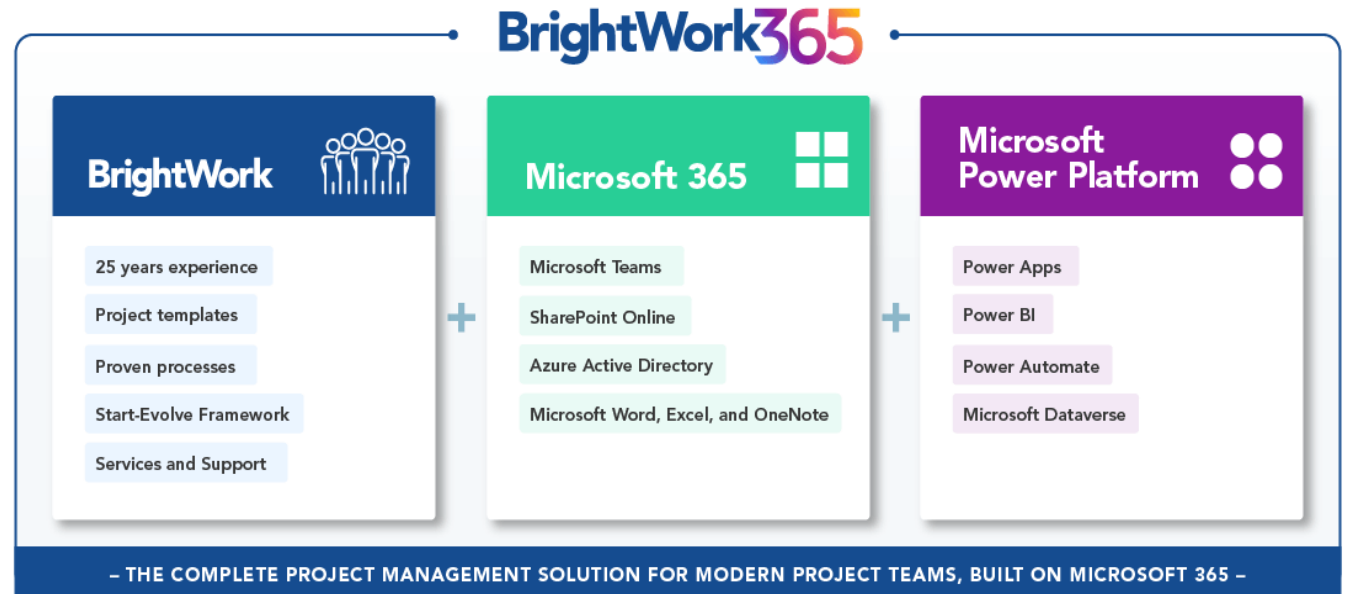 BrightWork365
BrightWork
25 years experience
Project templates
Proven processes
Start-Evolve Framework
Services and Support
+
Microsoft 365
Microsoft Teams
SharePoint Online
Azure Active Directory
Microsoft Word, Excel, and OneNote
+
Microsoft
Power Platform
Power Apps
Power BI
Power Automate
Microsoft Dataverse
– THE COMPLETE PROJECT MANAGEMENT SOLUTION FOR MODERN PROJECT TEAMS, BUILT ON MICROSOFT 365 –